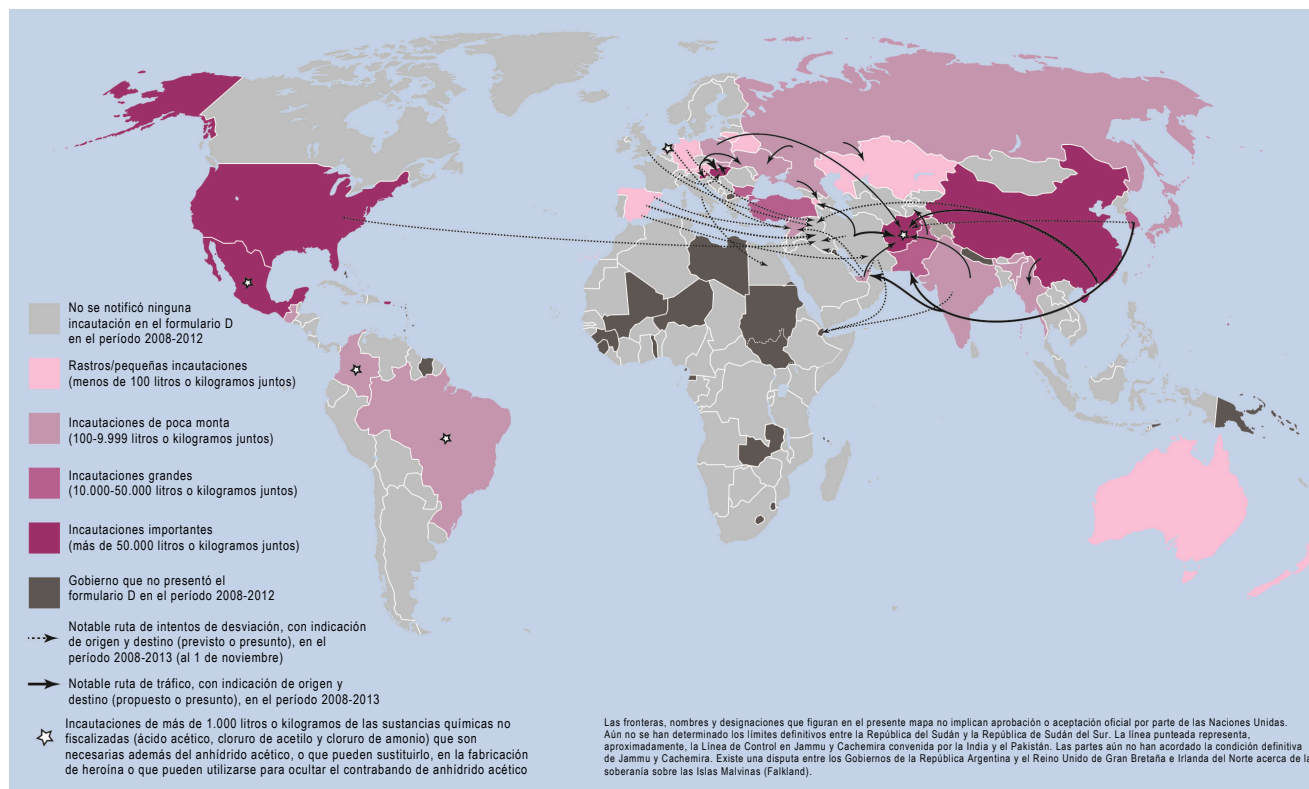 No se notificó ninguna
incautación en el formulario D
en el período 2008-2012
Rastros/pequeñas incautaciones
(menos de 100 litros o kilogramos juntos)
Incautaciones de poca monta
(100-9.999 litros o kilogramos juntos)
Incautaciones grandes
(10.000-50.000 litros o kilogramos juntos)
Incautaciones importantes
(más de 50.000 litros o kilogramos juntos)
Gobierno que no presentó el
formulario D en el período 2008-2012
Notable ruta de intentos de desviación, con indicación
de origen y destino (previsto o presunto), en el
período 2008-2013 (al 1 de noviembre)
Notable ruta de tráfico, con indicación de origen y
destino (propuesto o presunto), en el período 2008-2013
Incautaciones de más de 1.000 litros o kilogramos de las sustancias químicas no
fiscalizadas (ácido acético, cloruro de acetilo y cloruro de amonio) que son
necesarias además del anhídrido acético, o que pueden sustituirlo, en la fabricación
de heroína o que pueden utilizarse para ocultar el contrabando de anhídrido acético
Las fronteras, nombres y designaciones que figuran en el presente mapa no implican aprobación o aceptación oficial por parte de las Naciones Unidas.
Aún no se han determinado los límites definitivos entre la República del Sudán y la República de Sudán del Sur. La línea punteada representa,
aproximadamente, la Línea de Control en Jammu y Cachemira convenida por la India y el Pakistán. Las partes aún no han acordado la condición definitiva
de Jammu y Cachemira. Existe una disputa entre los Gobiernos de la República Argentina y el Reino Unido de Gran Bretaña e Irlanda del Norte acerca de la
soberanía sobre las Islas Malvinas (Falkland).